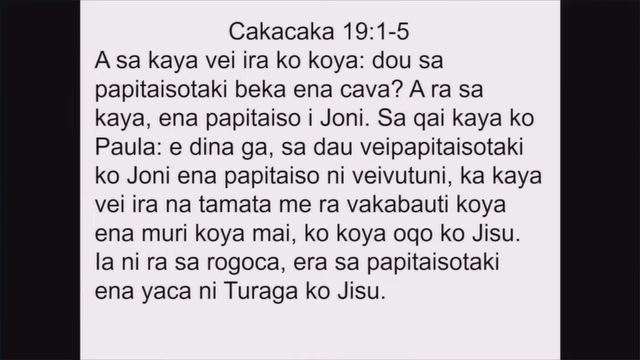 Cakacaka 19:1-5
A sa kaya vei ira ko koya: dou sa
papitaisotaki beka ena cava? A ra sa
kaya, ena papitaiso i Joni. Sa qai kaya ko
Paula: e dina ga, sa dau veipapitaisotaki
ko Joni ena papitaiso ni veivutuni, ka kaya
vei ira na tamata me ra vakabauti koya
ena muri koya mai, ko koya oqo ko Jisu.
Ia ni ra sa rogoca, era sa papitaisotaki
ena yaca ni Turaga ko Jisu.